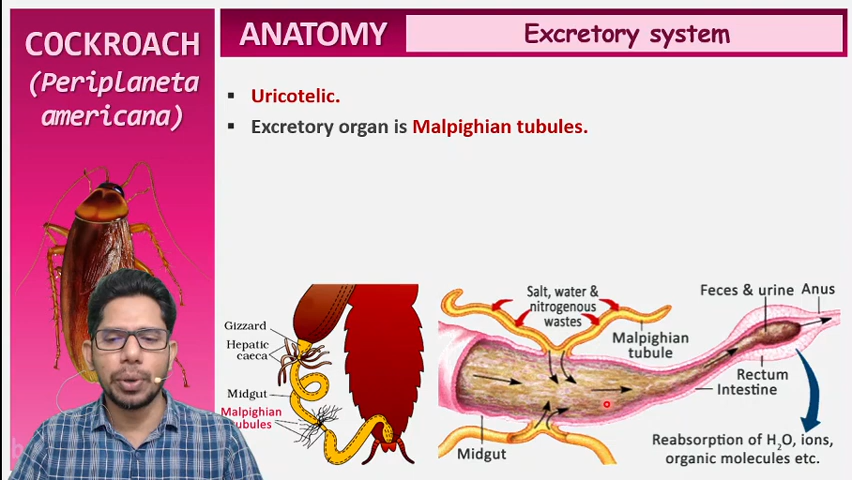 COCKROACH
(Periplaneta
americana)
ANATOMY
Excretory system
▪ Uricotelic.
▪ Excretory organ is Malpighian tubules.
Gizzard
Hepatic
caeca
Midgut
Malpighian
tubules
Salt, water &
nitrogenous
wastes
Malpighian
tubule
Feces & urine
Anus
Rectum
Intestine
Midgut
Reabsorption of H₂O, ions,
organic molecules etc.